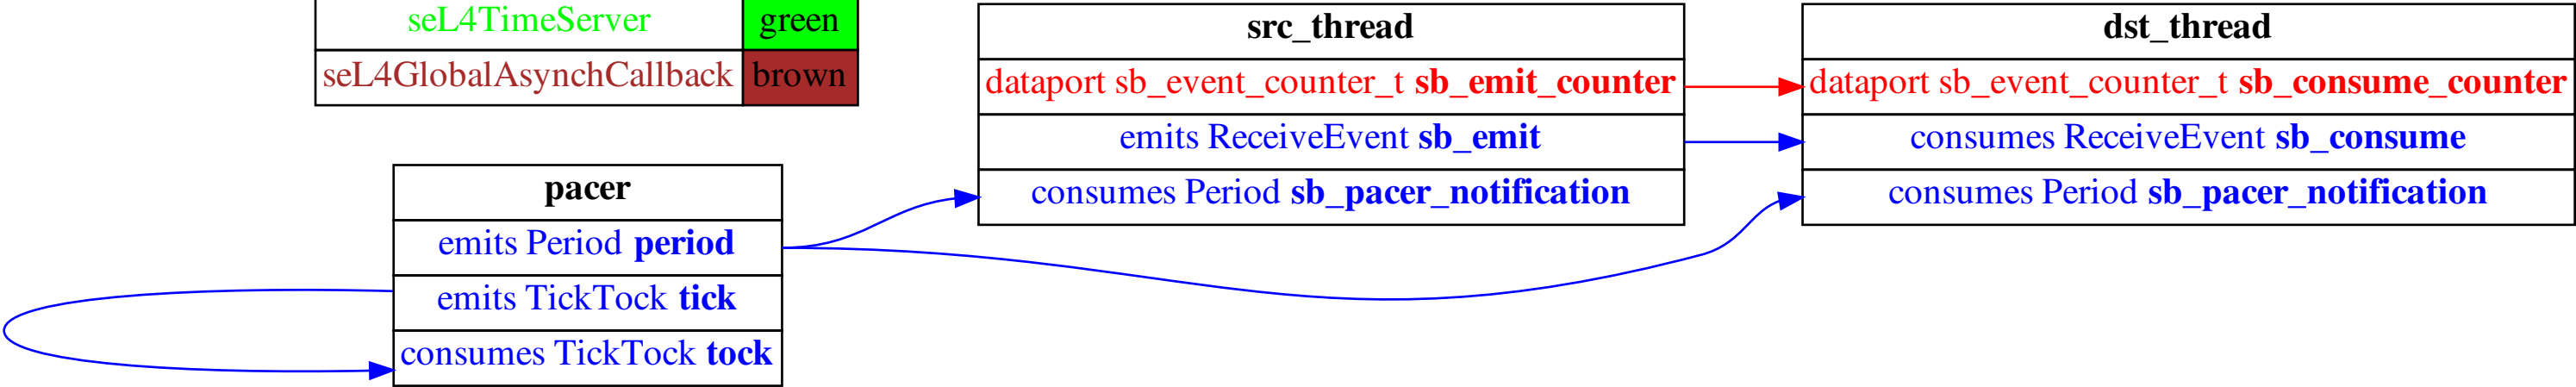 seL4TimeServer green
seL4GlobalAsynchCallback brown
src_thread
dataport sb_event_counter_t sb_emit_counter
emits ReceiveEvent sb_emit
consumes Period sb_pacer_notification
dst_thread
dataport sb_event_counter_t sb_consume_counter
consumes ReceiveEvent sb_consume
consumes Period sb_pacer_notification
pacer
emits Period period
emits TickTock tick
consumes TickTock tock